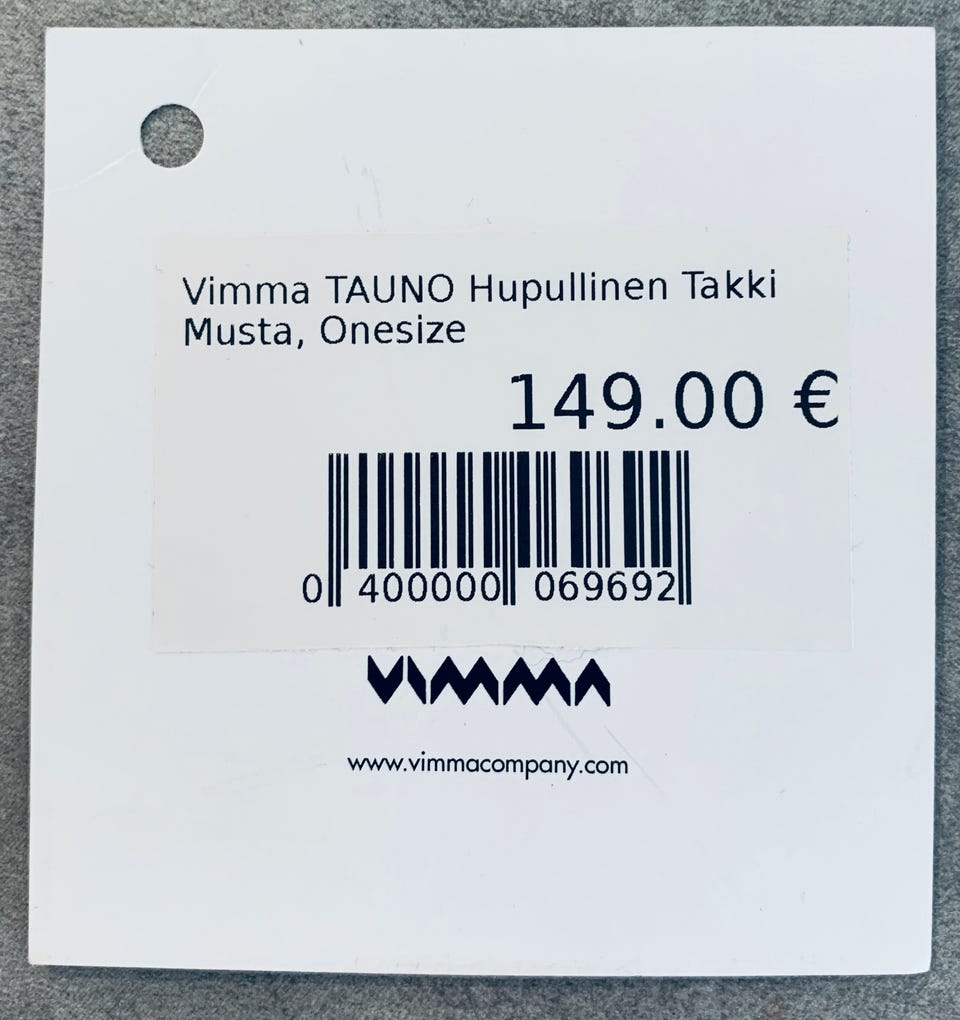 Vimma TAUNO Hupullinen Takki
Musta, Onesize
149.00 €
0 400000 069692
VIMMA
www.vimmacompany.com